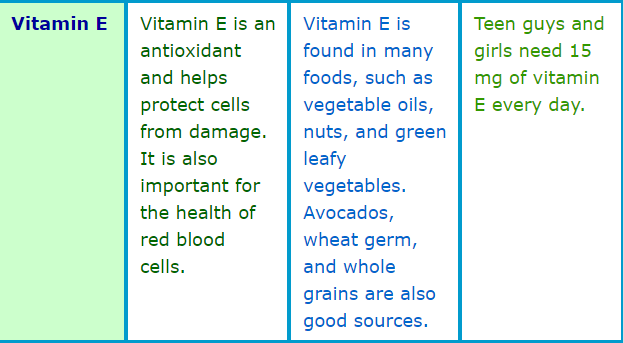 Vitamin E
Vitamin E is an
antioxidant
and helps
protect cells
from damage.
It is also
important for
the health of
red blood
cells.
Vitamin E is
found in many
foods, such as
vegetable oils,
nuts, and green
leafy
vegetables.
Avocados,
wheat germ,
and whole
grains are also
good sources.
Teen guys and
girls need 15
mg of vitamin
E every day.